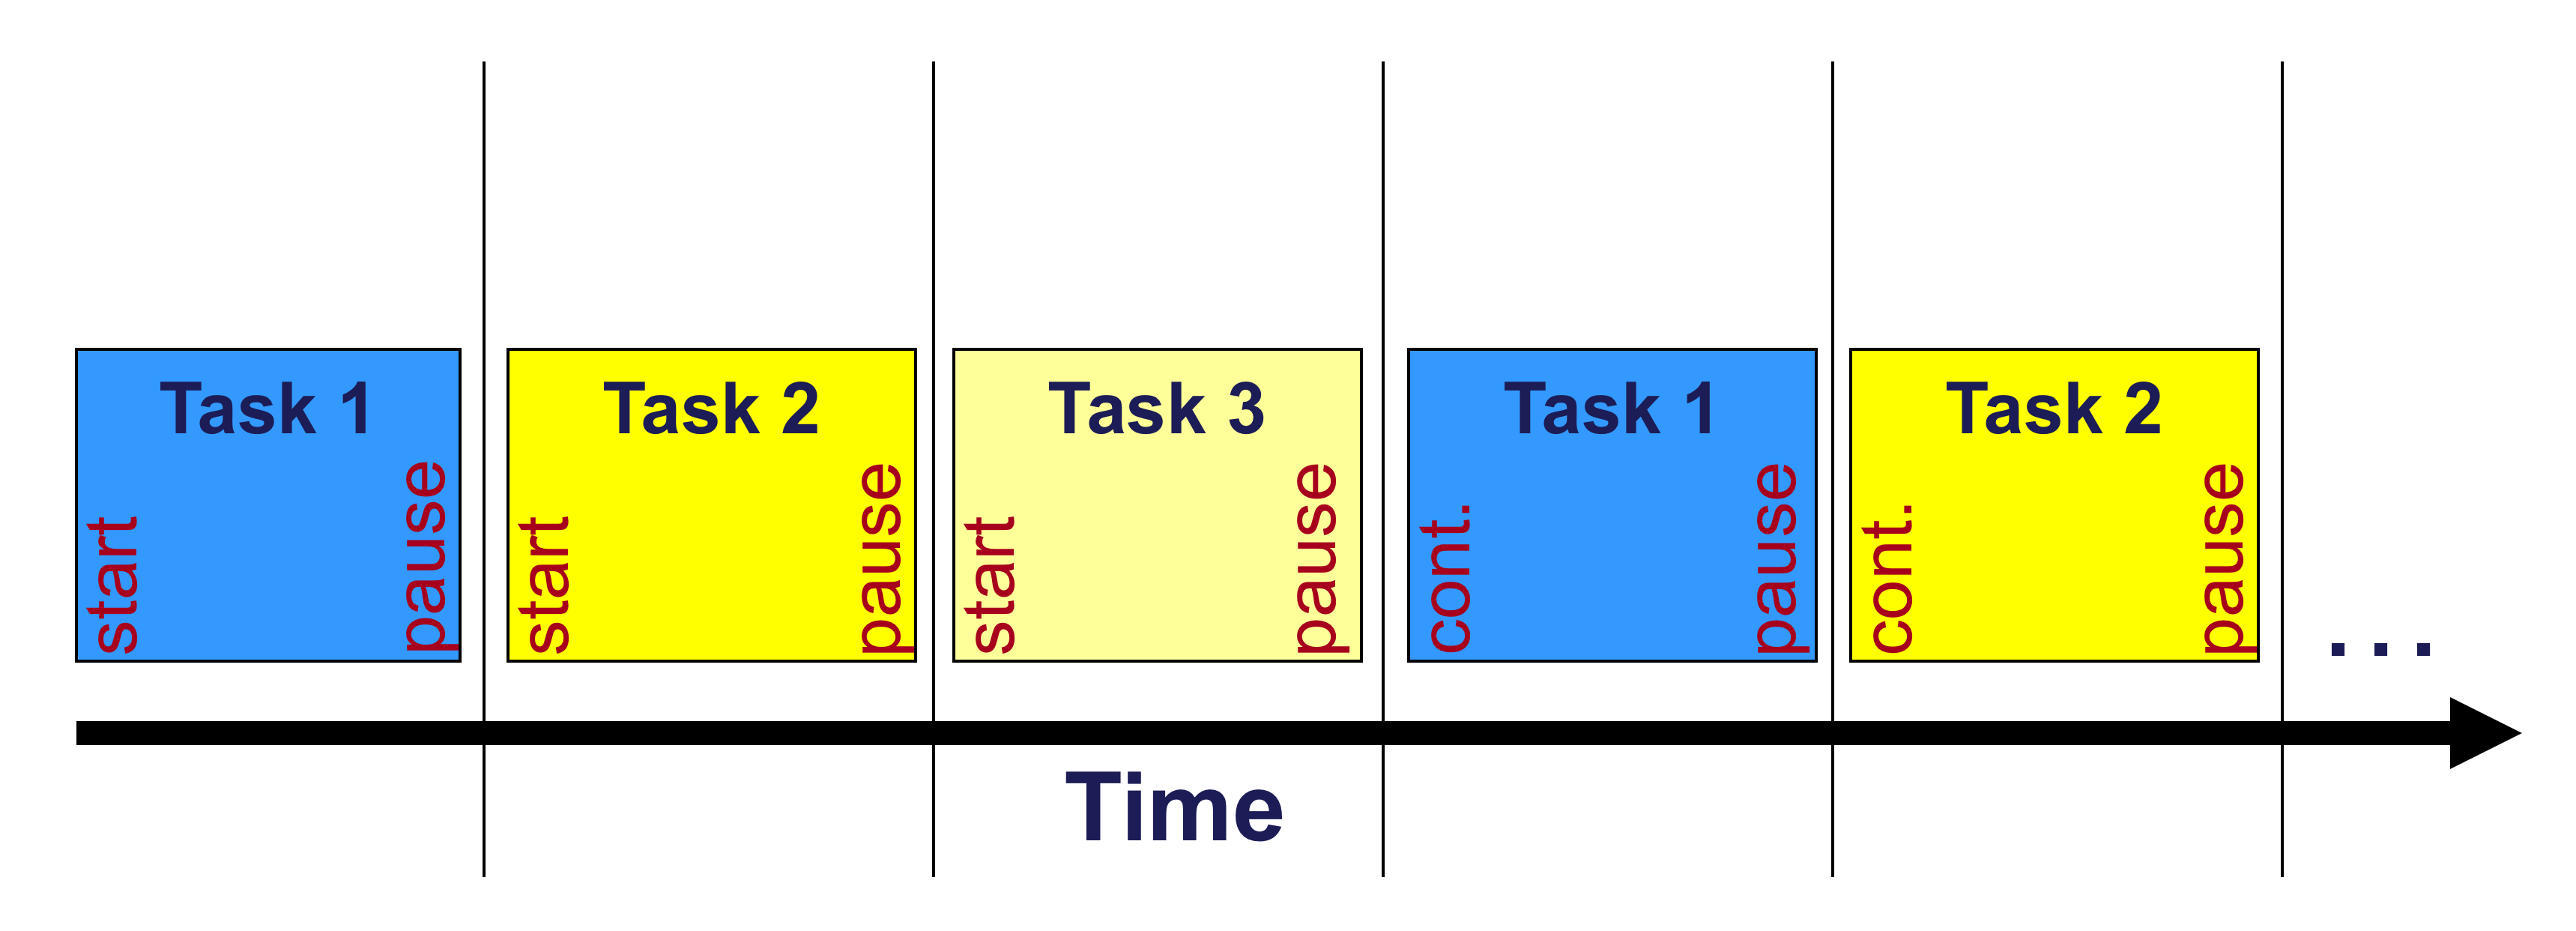 Task 1
start
pause
Task 2
start
pause
Task 3
start
pause
Task 1
cont.
pause
Task 2
cont.
pause
...
Time